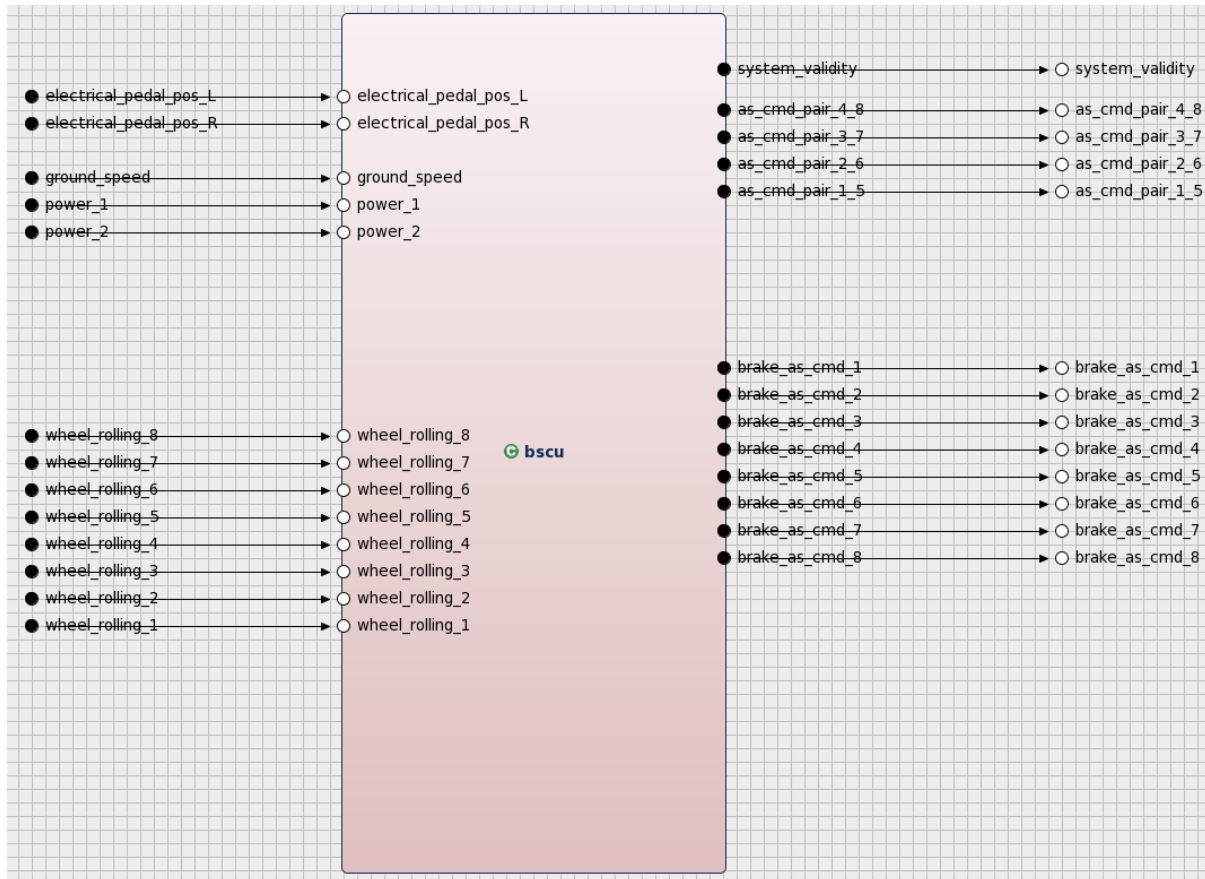 system_validity system_validity
electrical_pedal_pos_L electrical_pedal_pos_L as_cmd_pair_4_8 as_cmd_pair_4_8
electrical_pedal_pos_R electrical_pedal_pos_R as_cmd_pair_3_7 as_cmd_pair_3_7
as_cmd_pair_2_6 as_cmd_pair_2_6
ground_speed ground_speed as_cmd_pair_1_5 as_cmd_pair_1_5
power_1 power_1
power_2 power_2
brake_as_cmd_1 brake_as_cmd_1
brake_as_cmd_2 brake_as_cmd_2
brake_as_cmd_3 brake_as_cmd_3
wheel_rolling_8 wheel_rolling_8 brake_as_cmd_4 brake_as_cmd_4
C bscu
wheel_rolling_7 wheel_rolling_7 brake_as_cmd_5 brake_as_cmd_5
wheel_rolling_6 wheel_rolling_6 brake_as_cmd_6 brake_as_cmd_6
wheel_rolling_5 wheel_rolling_5 brake_as_cmd_7 brake_as_cmd_7
wheel_rolling_4 wheel_rolling_4 brake_as_cmd_8 brake_as_cmd_8
wheel_rolling_3 wheel_rolling_3
wheel_rolling_2 wheel_rolling_2
wheel_rolling_1 wheel_rolling_1